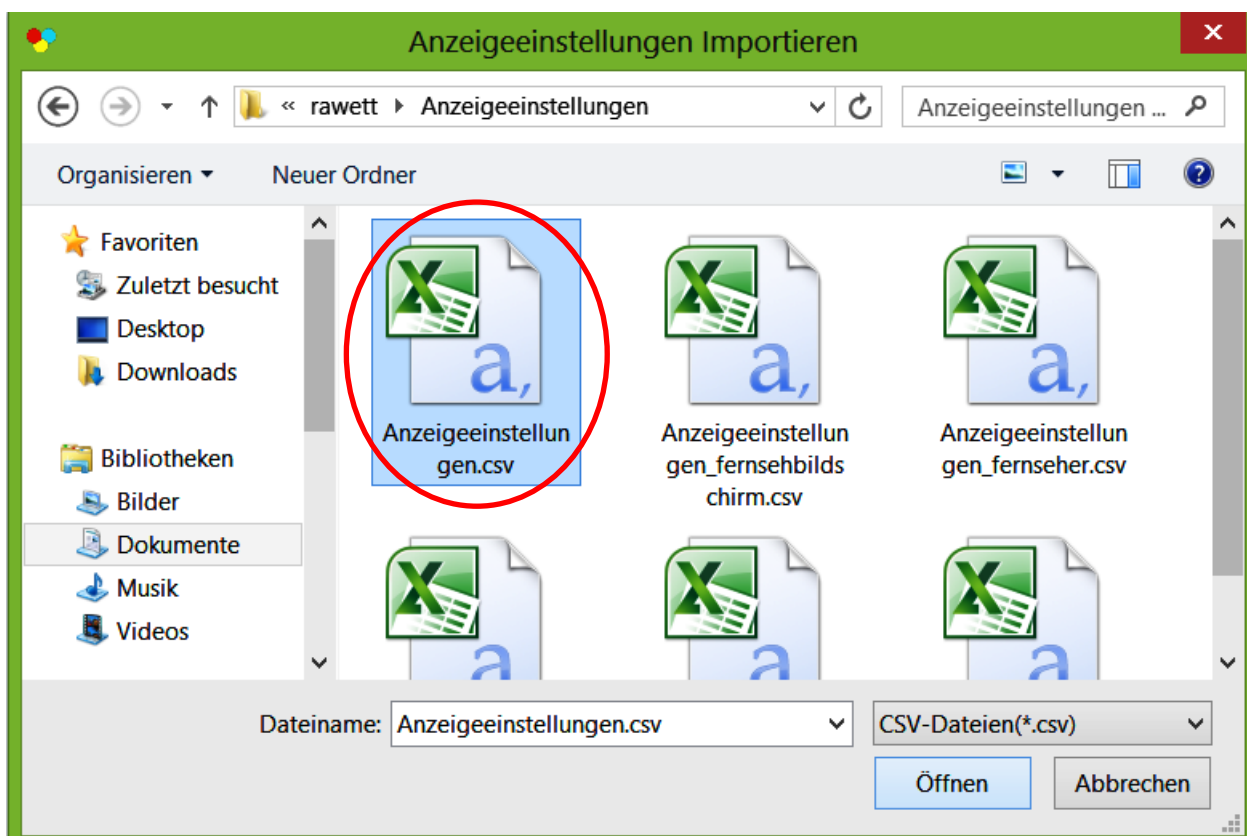 Anzeigeeinstellungen Importieren
« rawett Anzeigeeinstellungen
Anzeigeeinstellungen ...
Organisieren
Neuer Ordner
Favoriten
Zuletzt besucht
Desktop
Downloads
Bibliotheken
Bilder
Dokumente
Musik
Videos
a,
Anzeigeeinstellun
gen.csv
a,
Anzeigeeinstellun
gen_fernsehbilds
chirm.csv
a,
Anzeigeeinstellun
gen_fernseher.csv
a
a
a
Dateiname: Anzeigeeinstellungen.csv
CSV-Dateien(*.csv)
Öffnen
Abbrechen